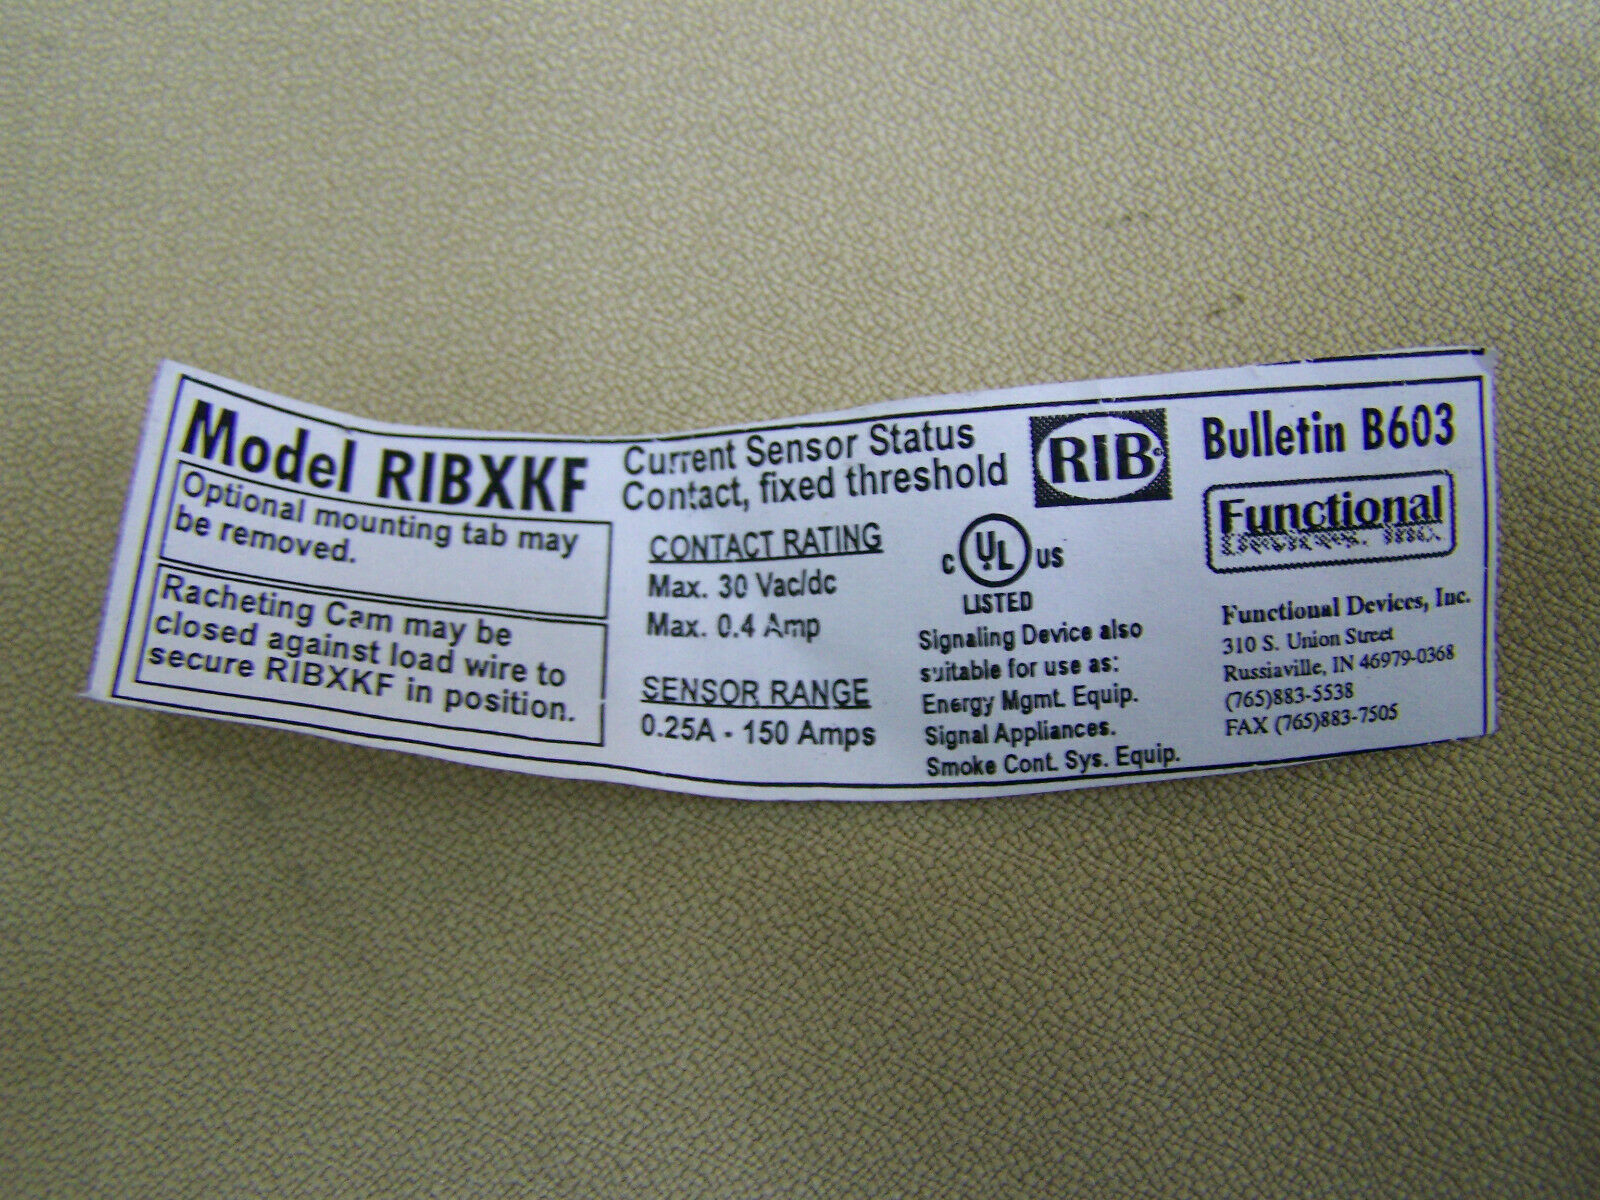 Model RIBXKF
Optional mounting tab may
be removed.
Racheting Cam may be
closed against load wire to
secure RIBXKF in position.
Current Sensor Status
Contact, fixed threshold
CONTACT RATING
Max. 30 Vac/dc
Max. 0.4 Amp
SENSOR RANGE
0.25A - 150 Amps
RIB
C UL US
LISTED
Signaling Device also
suitable for use as:
Energy Mgmt. Equip.
Signal Appliances.
Smoke Cont. Sys. Equip.
Bulletin B603
Functional
Devices, Inc.
Functional Devices, Inc.
310 S. Union Street
Russiaville, IN 46979-0368
(765)883-5538
FAX (765)883-7505